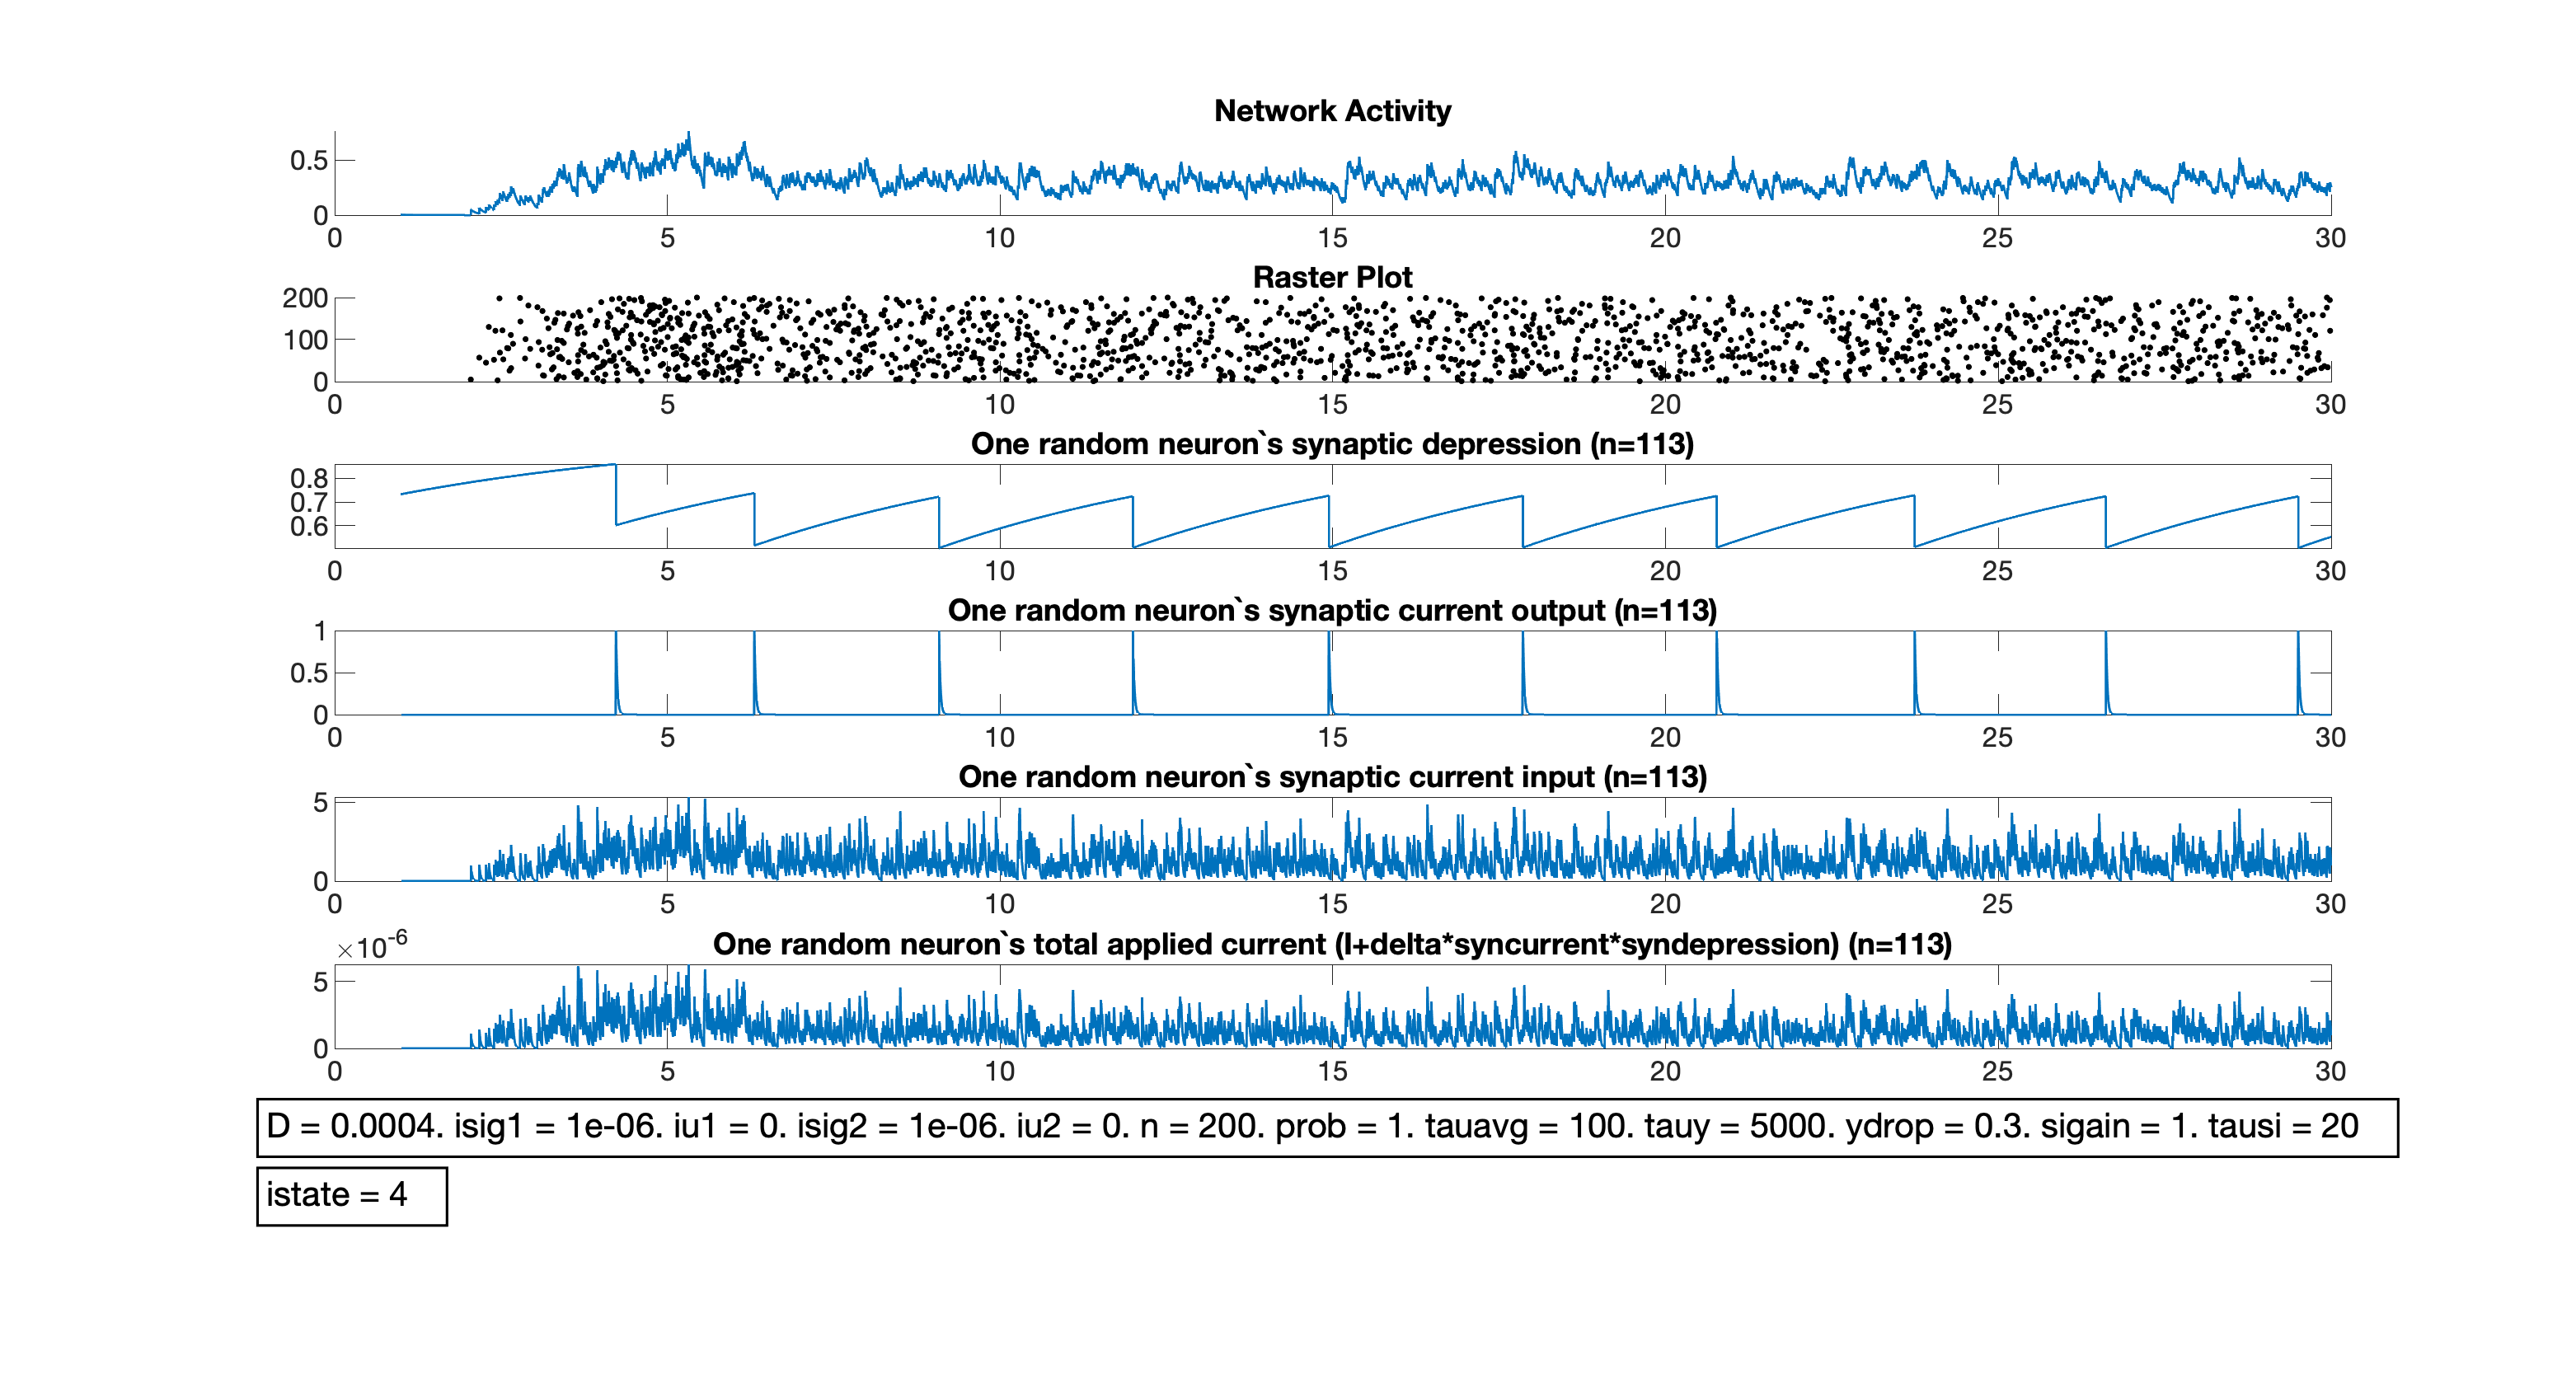 Network Activity
0.5
0
0 5 10 15 20 25 30
Raster Plot
200
100
0
0 5 10 15 20 25 30
One random neuron`s synaptic depression (n=113)
0.8
0.7
0.6
0 5 10 15 20 25 30
One random neuron`s synaptic current output (n=113)
1
0.5
0
0 5 10 15 20 25 30
One random neuron`s synaptic current input (n=113)
5
0
0 5 10 15 20 25 30
×10-6
One random neuron`s total applied current (I+delta*syncurrent*syndepression) (n=113)
5
0
0 5 10 15 20 25 30
D = 0.0004. isig1 = 1e-06. iu1 = 0. isig2 = 1e-06. iu2 = 0. n = 200. prob = 1. tauavg = 100. tauy = 5000. ydrop = 0.3. sigain = 1. tausi = 20
istate = 4